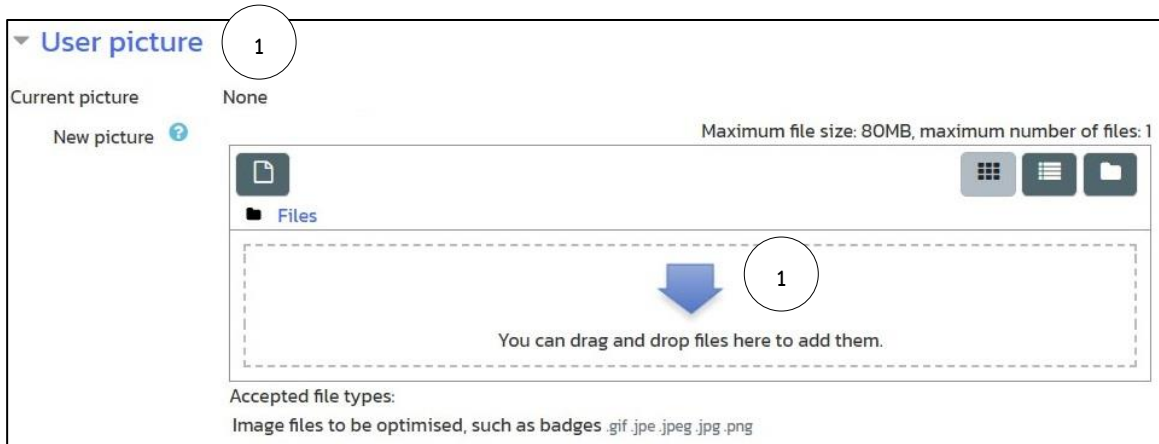 User picture 1
Current picture None
New picture ?
Maximum file size: 80MB, maximum number of files: 1
Files
1
You can drag and drop files here to add them.
Accepted file types:
Image files to be optimised, such as badges .gif .jpe .jpeg .jpg .png